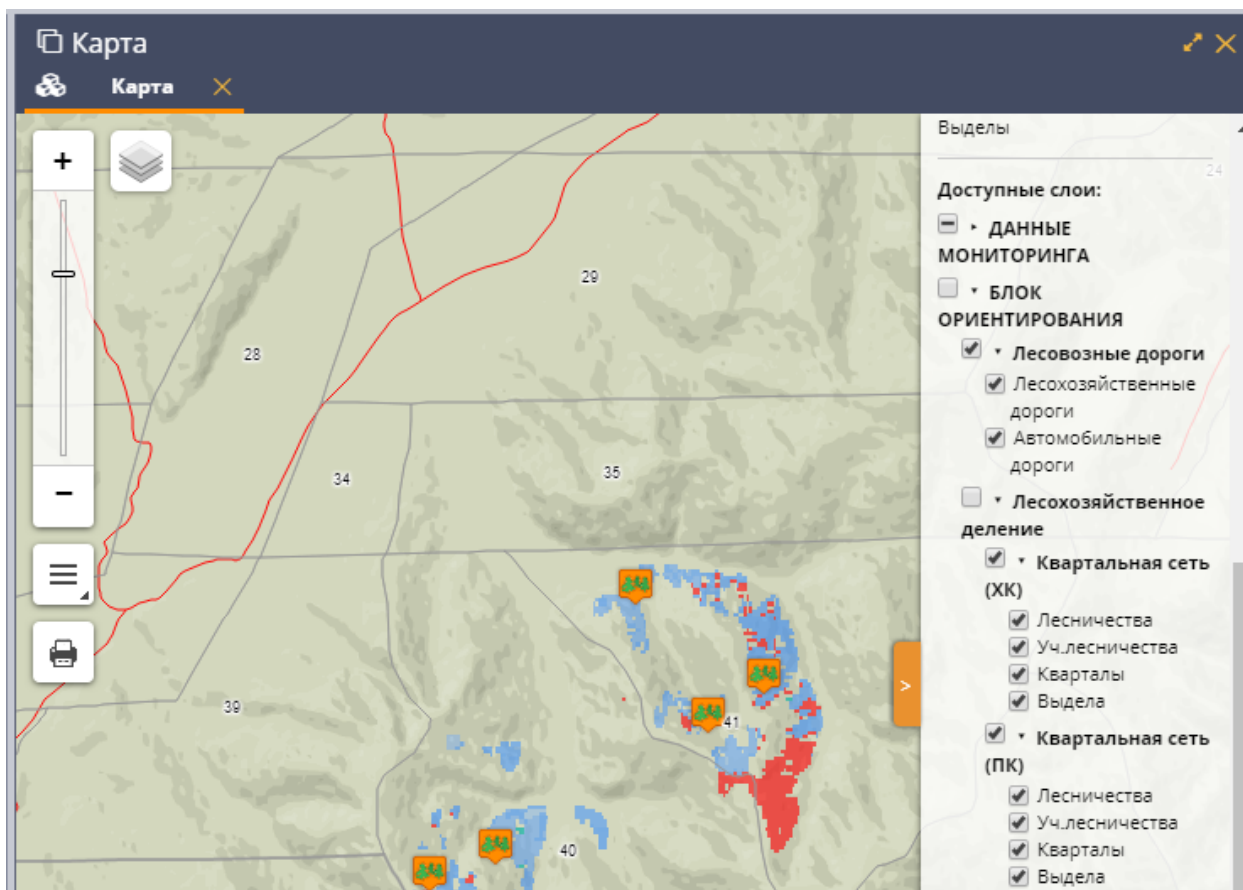 Карта
Карта
+
−
28
29
34
35
39
41
40
>
Выделы
24
Доступные слои:
ДАННЫЕ
МОНИТОРИНГА
БЛОК
ОРИЕНТИРОВАНИЯ
Лесовозные дороги
Лесохозяйственные
дороги
Автомобильные
дороги
Лесохозяйственное
деление
Квартальная сеть
(ХК)
Лесничества
Уч.лесничества
Кварталы
Выдела
Квартальная сеть
(ПК)
Лесничества
Уч.лесничества
Кварталы
Выдела